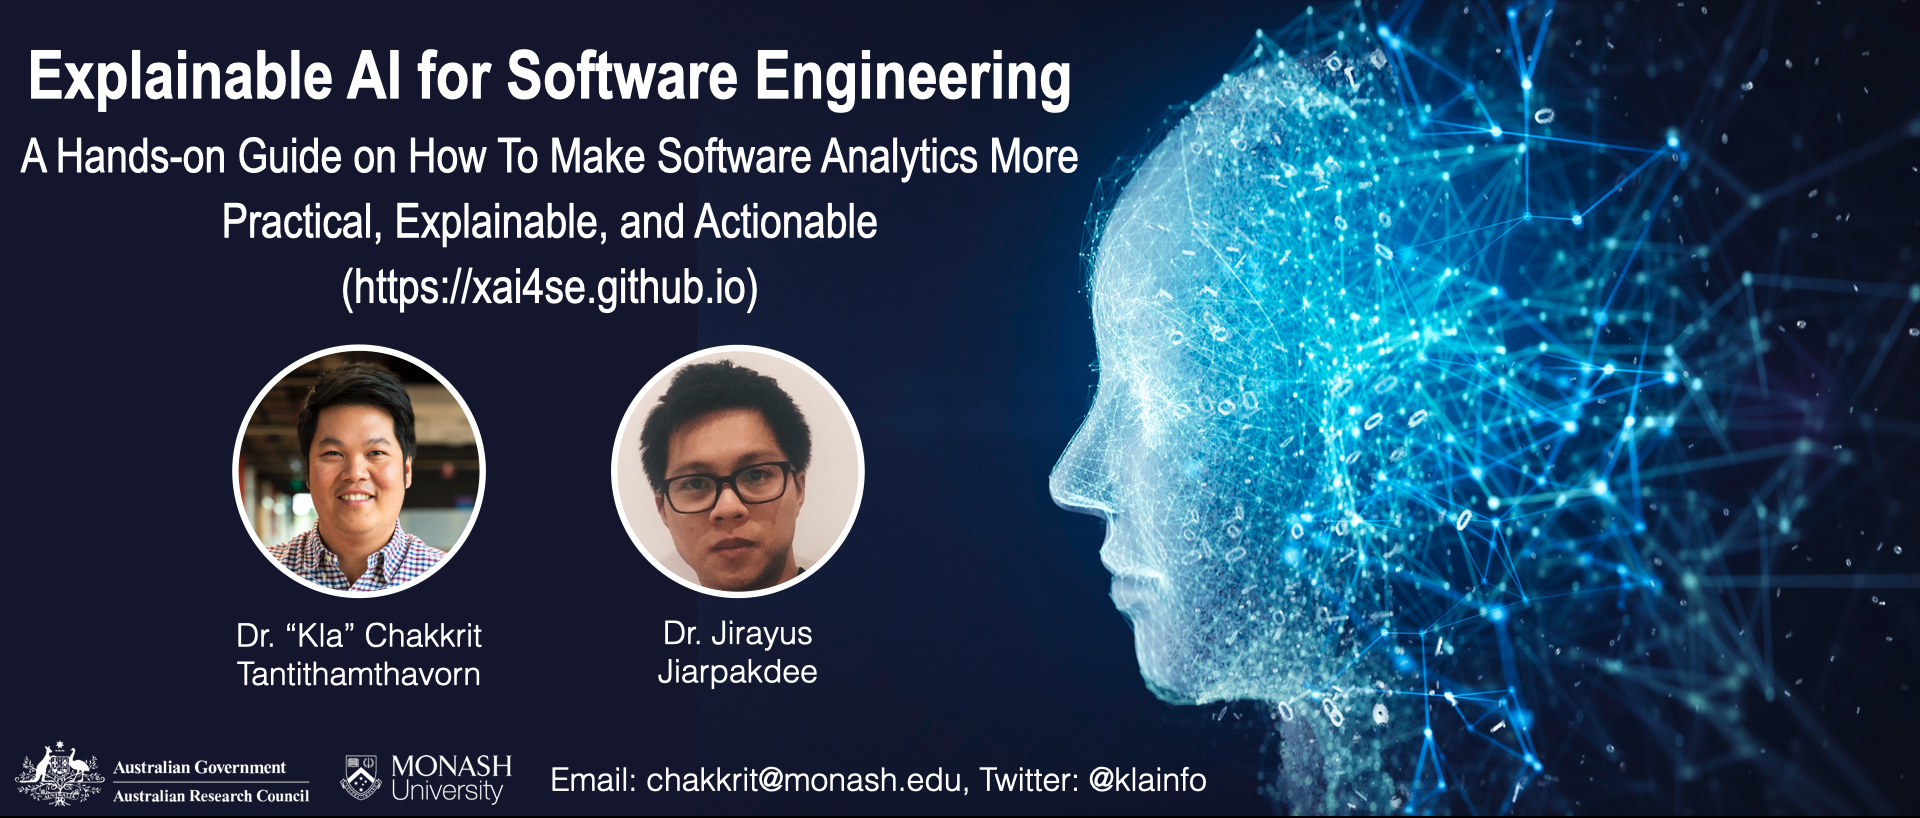 Explainable AI for Software Engineering
A Hands-on Guide on How To Make Software Analytics More
Practical, Explainable, and Actionable
(https://xai4se.github.io)
Dr. “Kla” Chakkrit
Tantithamthavorn
Dr. Jirayus
Jiarpakdee
Australian Government
Australian Research Council
MONASH
University
Email: chakkrit@monash.edu, Twitter: @klainfo